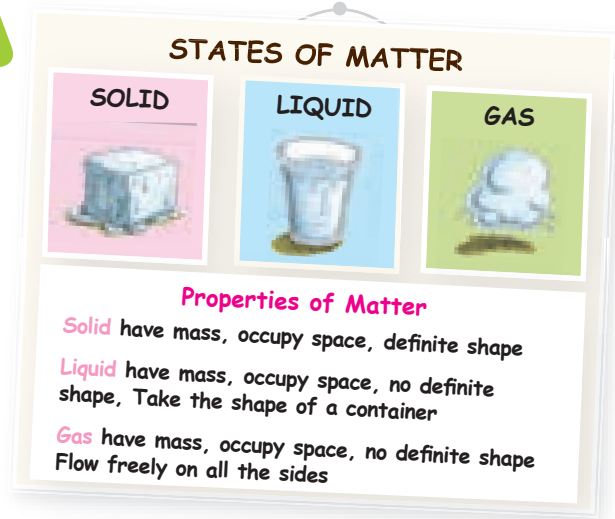 STATES OF MATTER
SOLID
LIQUID
GAS
Properties of Matter
Solid have mass, occupy space, definite shape
Liquid have mass, occupy space, no definite
shape, Take the shape of a container
Gas have mass, occupy space, no definite shape
Flow freely on all the sides